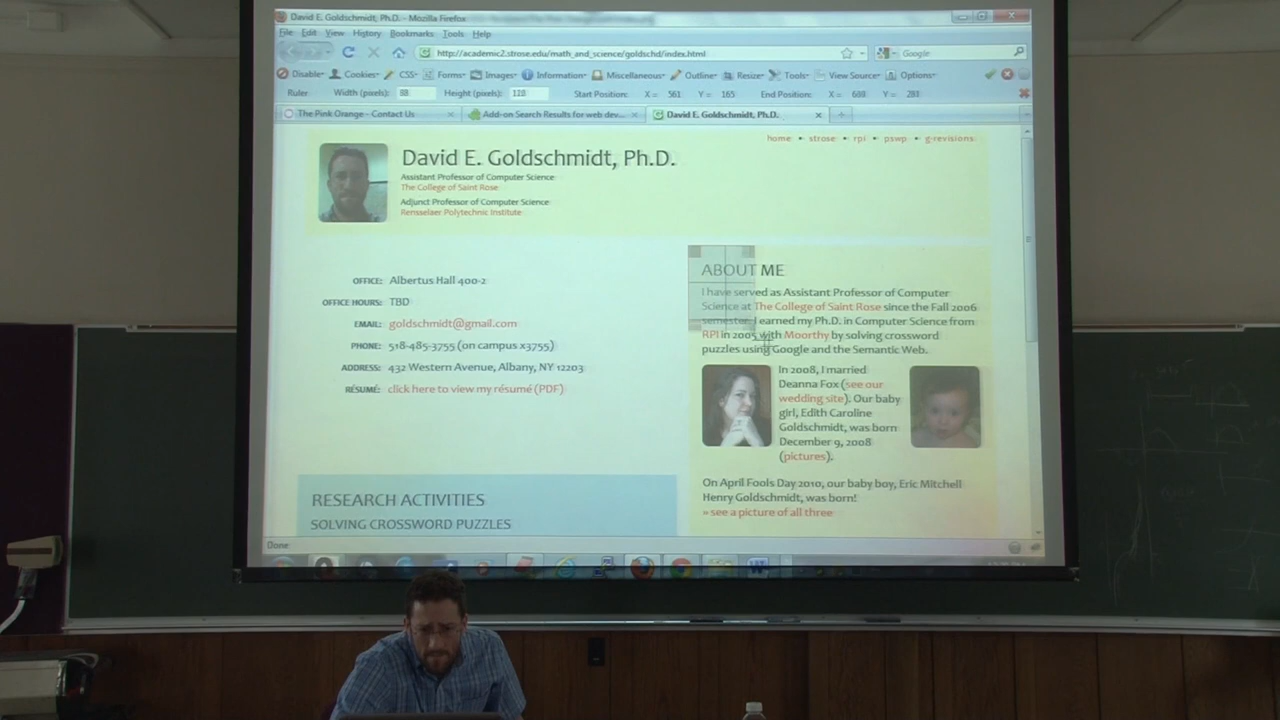 David E. Goldschmidt, Ph.D. - Mozilla Firefox
File Edit View History Bookmarks Tools Help
http://academic2.strose.edu/math_and_science/goldschd/index.html
Google
Disable Cookies CSS Forms Images Information Miscellaneous Outline Resize Tools View Source Options
Ruler Width (pixels): 88 Height (pixels): Start Position: X = 561 Y = 165 End Position: X = Y =
The Pink Orange - Contact Us
Add-on Search Results for web dev...
David E. Goldschmidt, Ph.D.
home • strose • rpi • pswp • g-revisions
David E. Goldschmidt, Ph.D.
Assistant Professor of Computer Science
The College of Saint Rose
Adjunct Professor of Computer Science
Rensselaer Polytechnic Institute
OFFICE: Albertus Hall 400-2
OFFICE HOURS: TBD
EMAIL: goldschmidt@gmail.com
PHONE: 518-485-3755 (on campus x3755)
ADDRESS: 432 Western Avenue, Albany, NY 12203
RÉSUMÉ: click here to view my résumé (PDF)
RESEARCH ACTIVITIES
SOLVING CROSSWORD PUZZLES
ABOUT ME
I have served as Assistant Professor of Computer
Science at The College of Saint Rose since the Fall 2006
semester. I earned my Ph.D. in Computer Science from
RPI in 2005 with Moorthy by solving crossword
puzzles using Google and the Semantic Web.
In 2008, I married
Deanna Fox (see our
wedding site). Our baby
girl, Edith Caroline
Goldschmidt, was born
December 9, 2008
(pictures).
On April Fools Day 2010, our baby boy, Eric Mitchell
Henry Goldschmidt, was born!
» see a picture of all three
Done